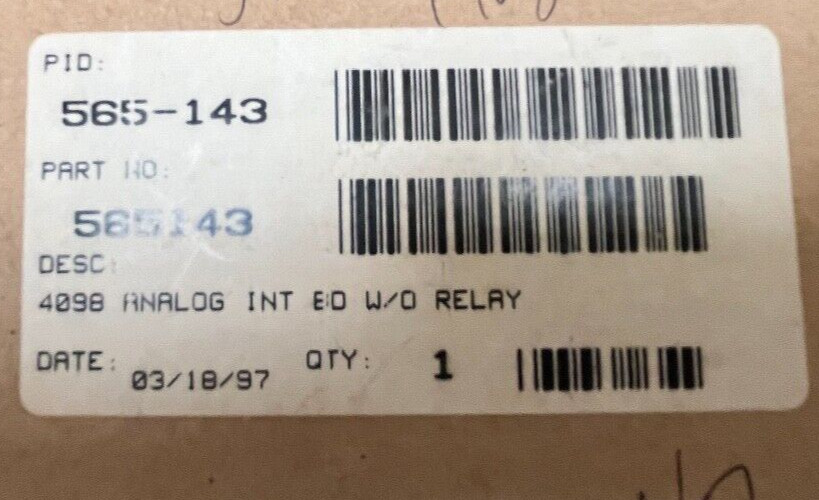 PID:
565-143
PART NO:
565143
DESC:
4098 ANALOG INT BD W/O RELAY
DATE: 03/18/97 QTY: 1